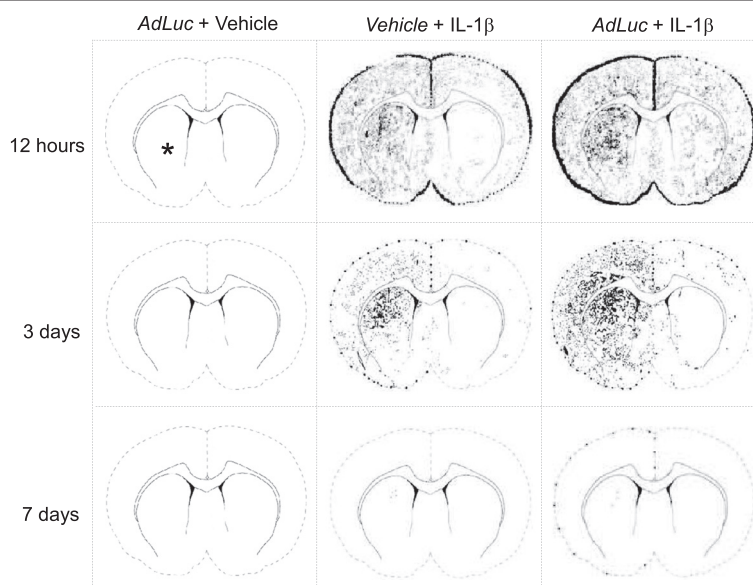 AdLuc + Vehicle
Vehicle + IL-1β
AdLuc + IL-1β
12 hours
*
3 days
7 days